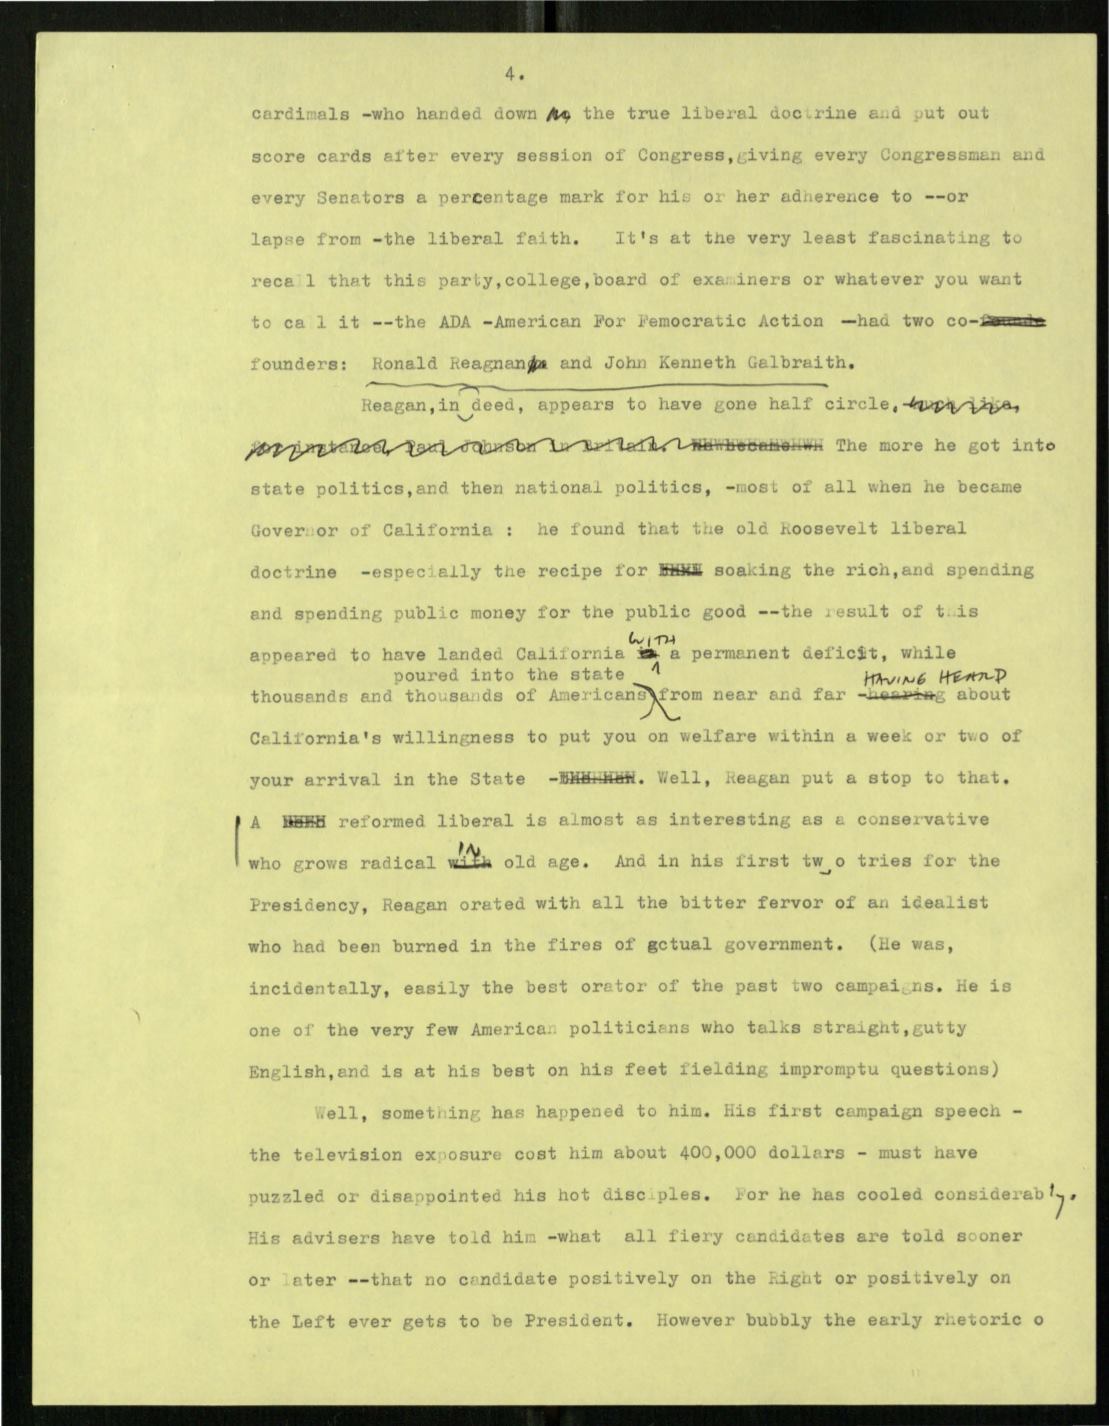 4.
cardimals -who handed down the true liberal doctrine and put out
score cards after every session of Congress,giving every Congressman and
every Senators a percentage mark for his or her adherence to --or
lapse from -the liberal faith.   It's at the very least fascinating to
recall that this party,college,board of examiners or whatever you want
to call it --the ADA -American For Femocratic Action —had two co-founde
founders:  Ronald Reagnan and John Kenneth Galbraith.
Reagan,in deed, appears to have gone half circle, much like,
for instance, Paul Johnson in Britain. The more he got into
state politics,and then national politics, -most of all when he became
Governor of California :  he found that the old Roosevelt liberal
doctrine  -especially the recipe for soaking the rich,and spending
and spending public money for the public good --the result of this
WITH
appeared to have landed California a permanent deficit, while
poured into the state
HAVING HEARD
thousands and thousands of Americans from near and far -hearing about
California's willingness to put you on welfare within a week or two of
your arrival in the State  -. Well, Reagan put a stop to that.
A reformed liberal is almost as interesting as a conservative
IN
who grows radical with old age.  And in his first tw o tries for the
Presidency, Reagan orated with all the bitter fervor of an idealist
who had been burned in the fires of gctual government.  (He was,
incidentally, easily the best orator of the past two campaigns. He is
one of the very few American politicians who talks straight,gutty
English,and is at his best on his feet fielding impromptu questions)
Well, something has happened to him. His first campaign speech -
the television exposure cost him about 400,000 dollars - must have
puzzled or disappointed his hot disciples.  For he has cooled considerably.
His advisers have told him -what  all fiery candidates are told sooner
or later --that no candidate positively on the Right or positively on
the Left ever gets to be President.  However bubbly the early rhetoric o